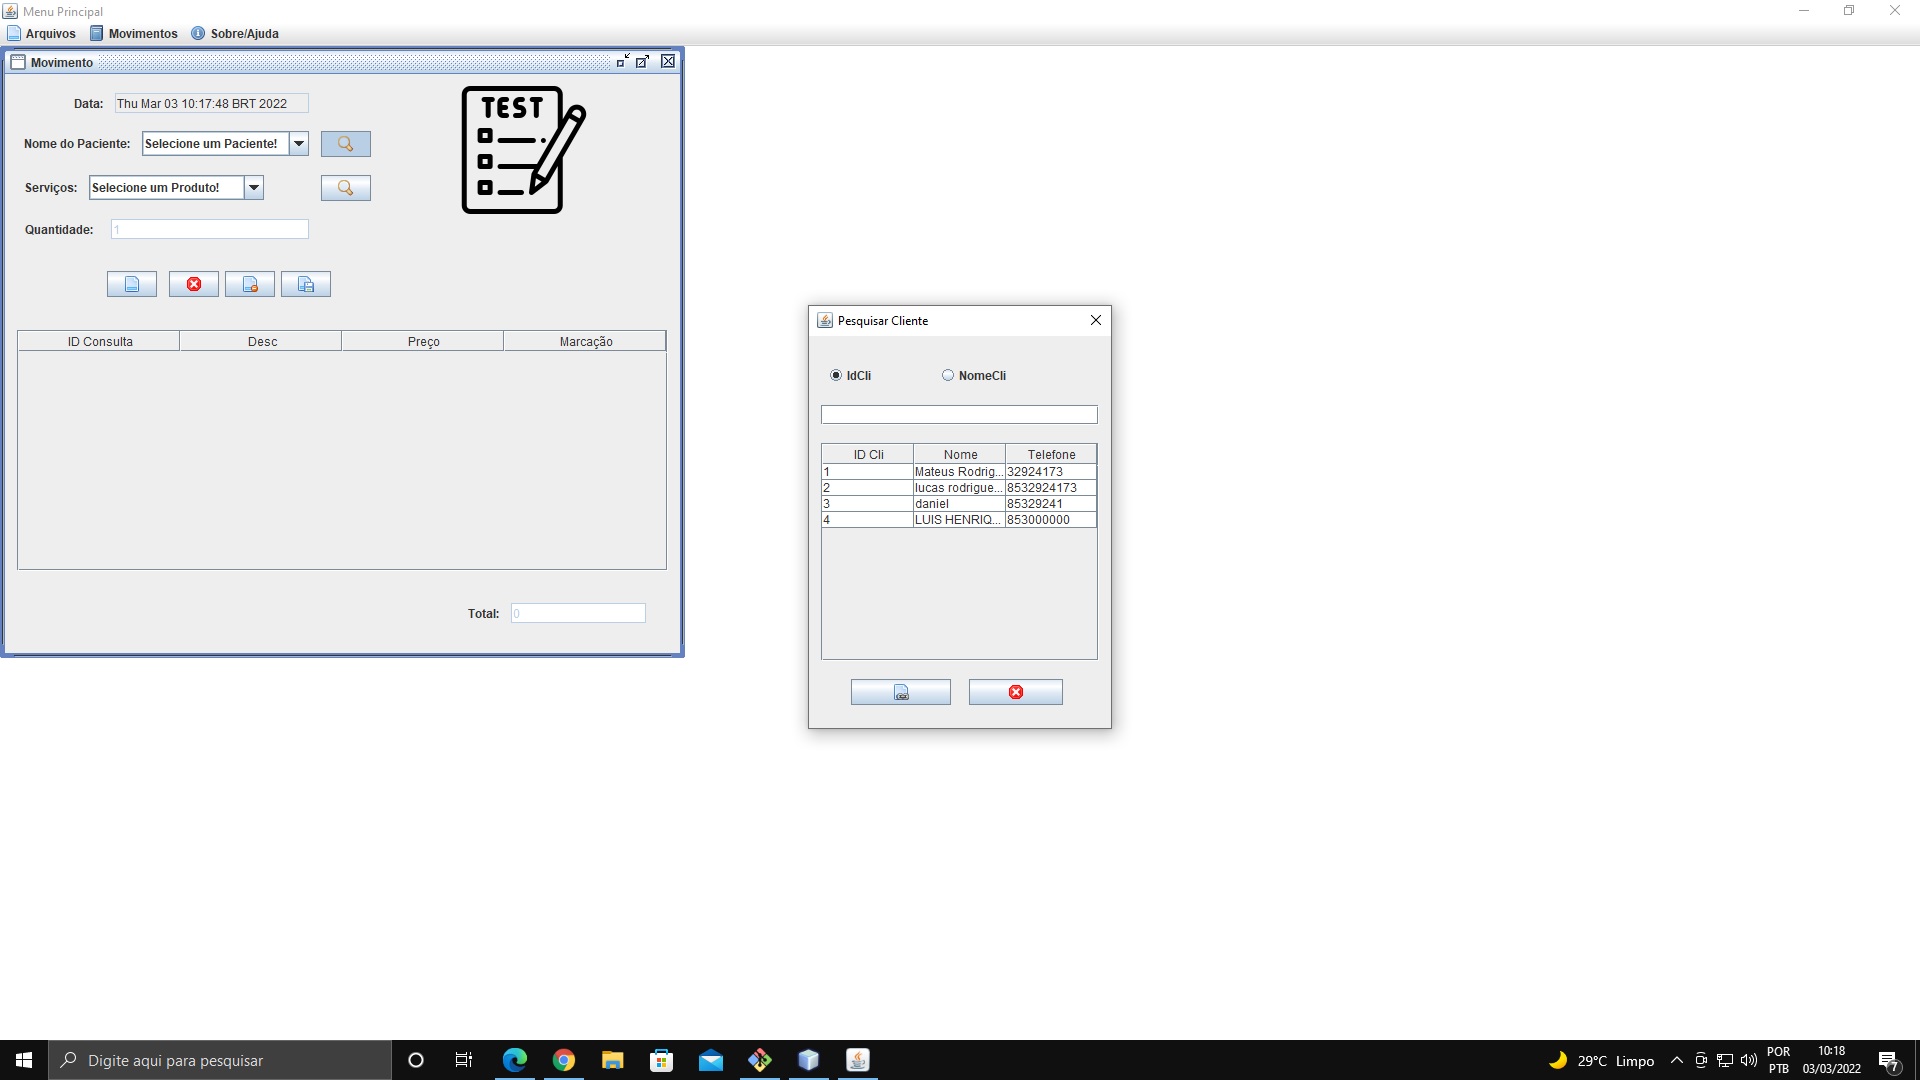 Menu Principal
Arquivos Movimentos Sobre/Ajuda
Movimento
Data: Thu Mar 03 10:17:48 BRT 2022
TEST
Nome do Paciente: Selecione um Paciente!
Serviços: Selecione um Produto!
Quantidade: 1
ID Consulta Desc Preço Marcação
Total: 0
Pesquisar Cliente
IdCli NomeCli
ID Cli Nome Telefone
1 Mateus Rodrig... 32924173
2 lucas rodrigue... 8532924173
3 daniel 85329241
4 LUIS HENRIQ... 853000000
Digite aqui para pesquisar
29°C Limpo
POR
PTB
10:18
03/03/2022
7